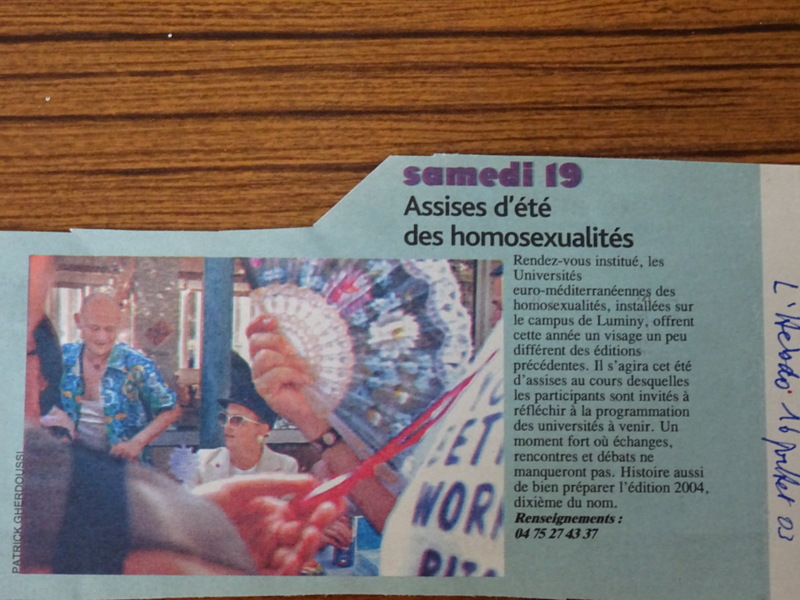 samedi 19
Assises d'été
des homosexualités
Rendez-vous institué, les
Universités
euro-méditerranéennes des
homosexualités, installées sur
le campus de Luminy, offrent
cette année un visage un peu
différent des éditions
précédentes. Il s'agira cet été
d'assises au cours desquelles
les participants sont invités à
réfléchir à la programmation
des universités à venir. Un
moment fort où échanges,
rencontres et débats ne
manqueront pas. Histoire aussi
de bien préparer l'édition 2004,
dixième du nom.
Renseignements :
04 75 27 43 37
PATRICK GHERDOUSSI
WORK
L'Hebdo 16 juillet 03